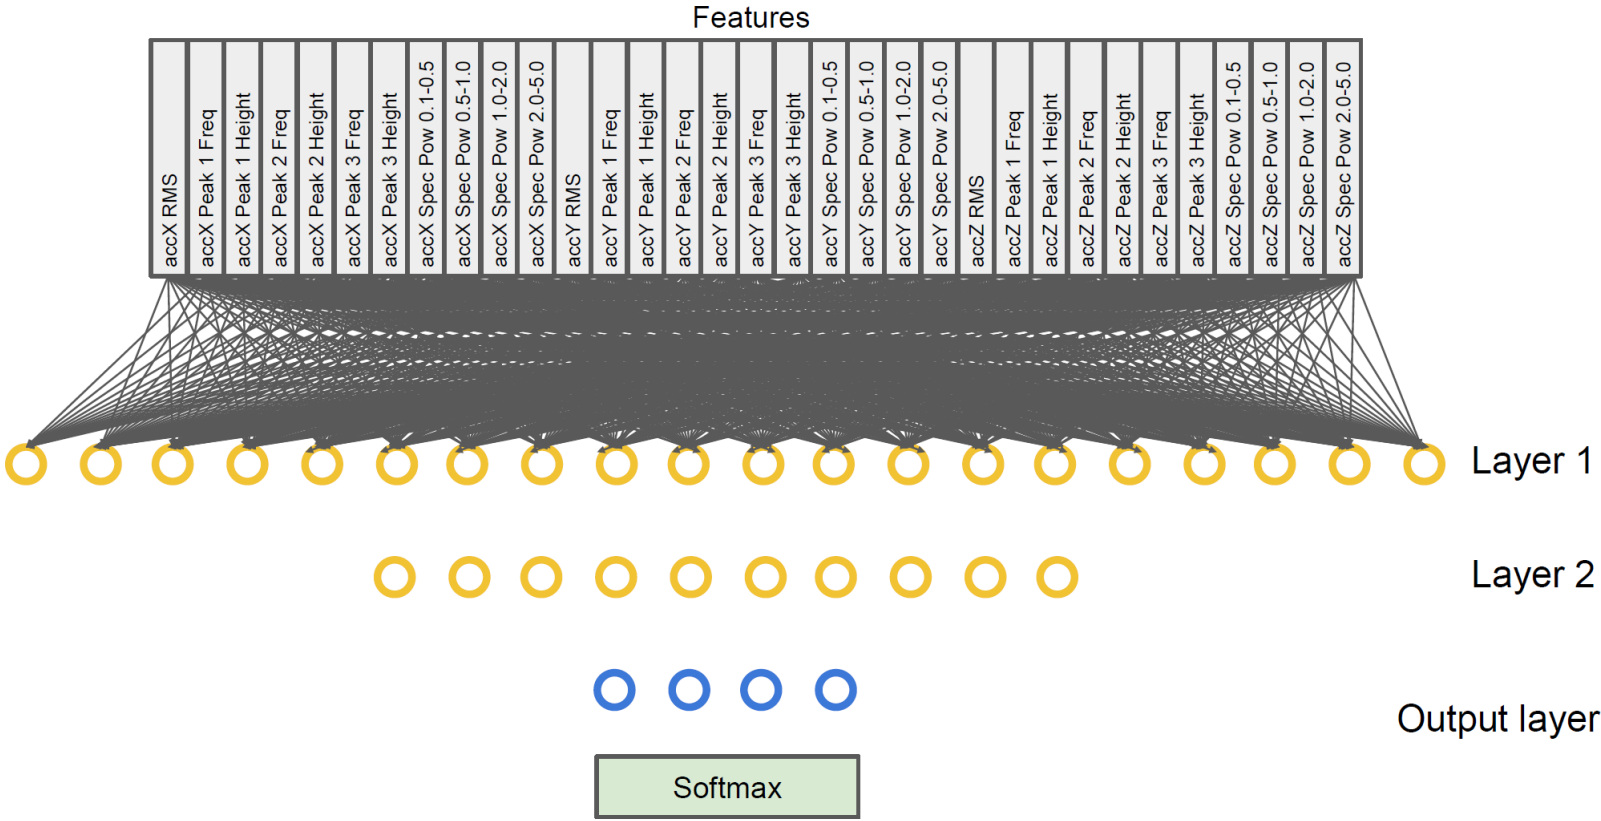 Features
accX RMS
accX Peak 1 Freq
accX Peak 1 Height
accX Peak 2 Freq
accX Peak 2 Height
accX Peak 3 Freq
accX Peak 3 Height
accX Spec Pow 0.1-0.5
accX Spec Pow 0.5-1.0
accX Spec Pow 1.0-2.0
accX Spec Pow 2.0-5.0
accY RMS
accY Peak 1 Freq
accY Peak 1 Height
accY Peak 2 Freq
accY Peak 2 Height
accY Peak 3 Freq
accY Peak 3 Height
accY Spec Pow 0.1-0.5
accY Spec Pow 0.5-1.0
accY Spec Pow 1.0-2.0
accY Spec Pow 2.0-5.0
accZ RMS
accZ Peak 1 Freq
accZ Peak 1 Height
accZ Peak 2 Freq
accZ Peak 2 Height
accZ Peak 3 Freq
accZ Peak 3 Height
accZ Spec Pow 0.1-0.5
accZ Spec Pow 0.5-1.0
accZ Spec Pow 1.0-2.0
accZ Spec Pow 2.0-5.0
Layer 1
Layer 2
Output layer
Softmax